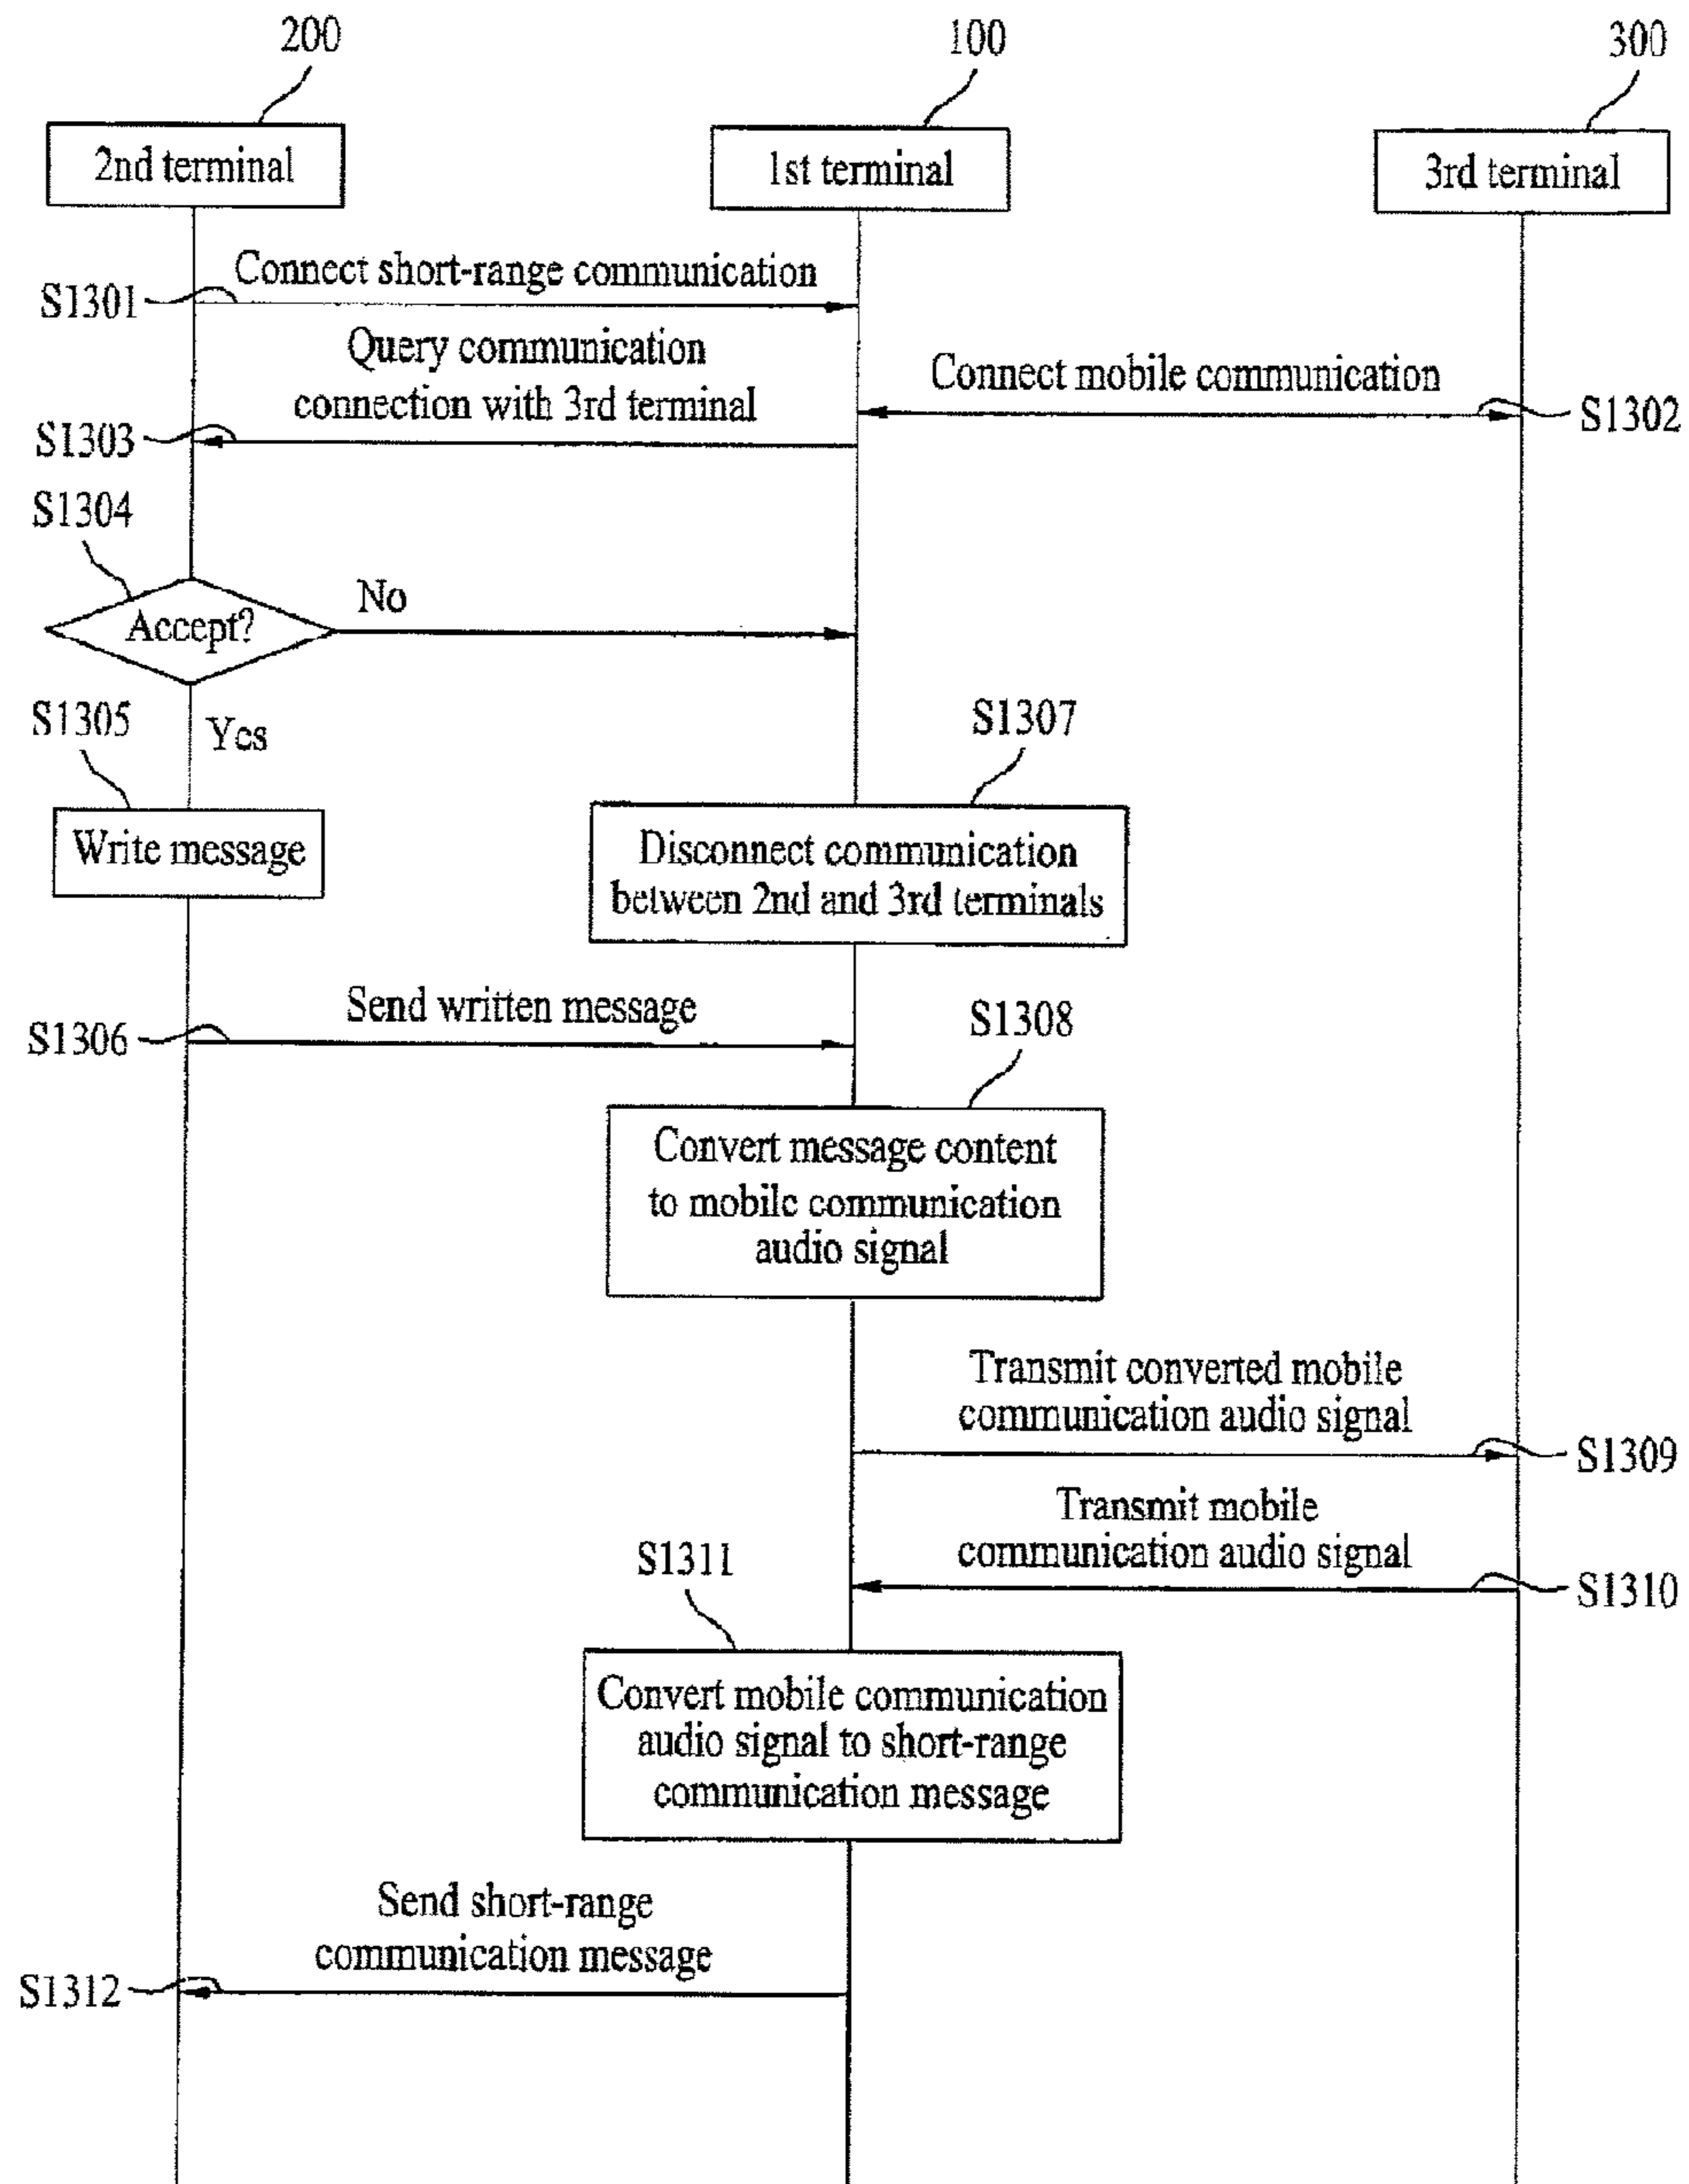 200
100
300
2nd terminal
1st terminal
3rd terminal
Connect short-range communication
S1301
Query communication
connection with 3rd terminal
Connect mobile communication
S1302
S1303
S1304
Accept?
No
S1305
Yes
S1307
Write message
Disconnect communication
between 2nd and 3rd terminals
Send written message
S1306
S1308
Convert message content
to mobile communication
audio signal
Transmit converted mobile
communication audio signal
S1309
Transmit mobile
communication audio signal
S1310
S1311
Convert mobile communication
audio signal to short-range
communication message
Send short-range
communication message
S1312